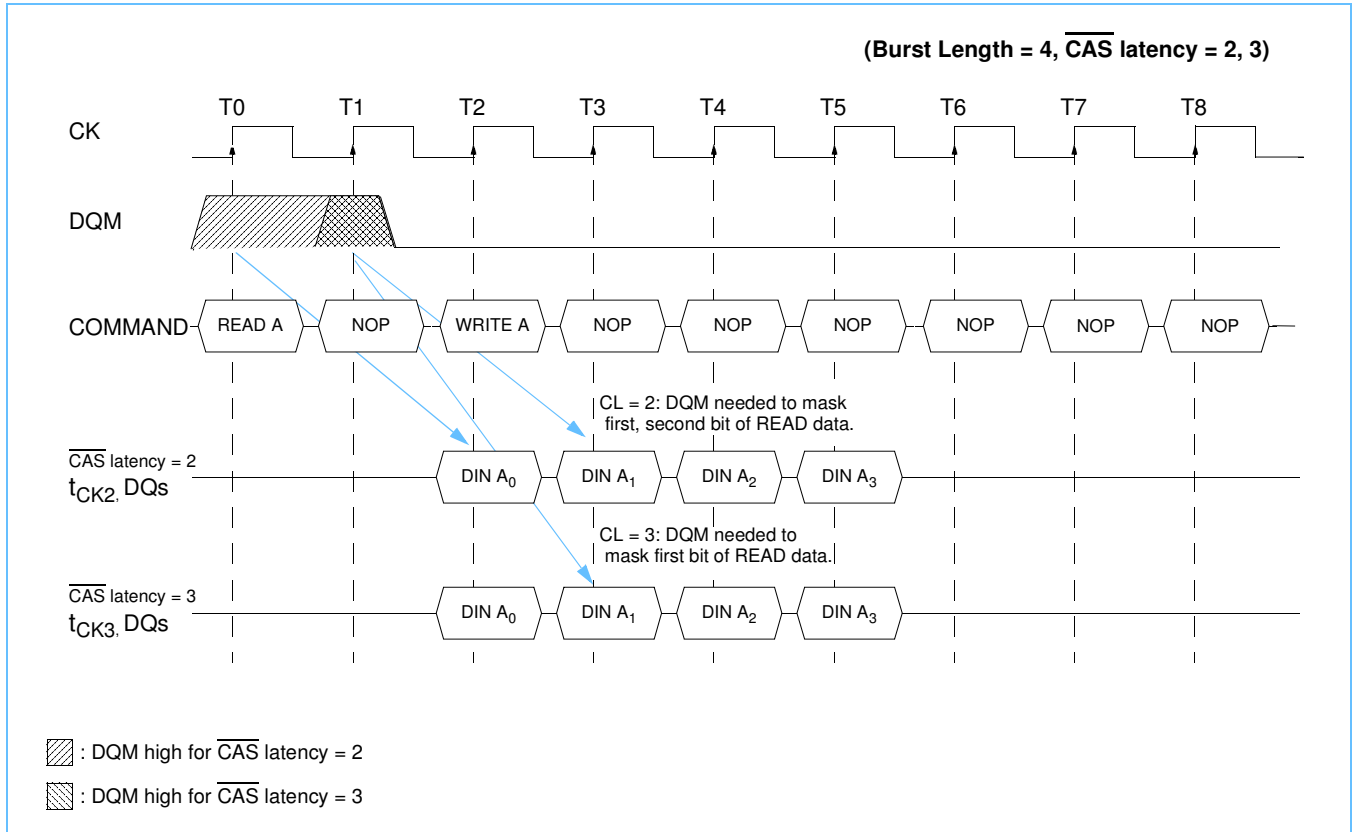 (Burst Length = 4, CAS latency = 2, 3)
T0 T1 T2 T3 T4 T5 T6 T7 T8
CK
DQM
COMMAND READ A NOP WRITE A NOP NOP NOP NOP NOP NOP
CL = 2: DQM needed to mask
first, second bit of READ data.
CAS latency = 2
tCK2, DQs DIN A0 DIN A1 DIN A2 DIN A3
CL = 3: DQM needed to
mask first bit of READ data.
CAS latency = 3
tCK3, DQs DIN A0 DIN A1 DIN A2 DIN A3
: DQM high for CAS latency = 2
: DQM high for CAS latency = 3